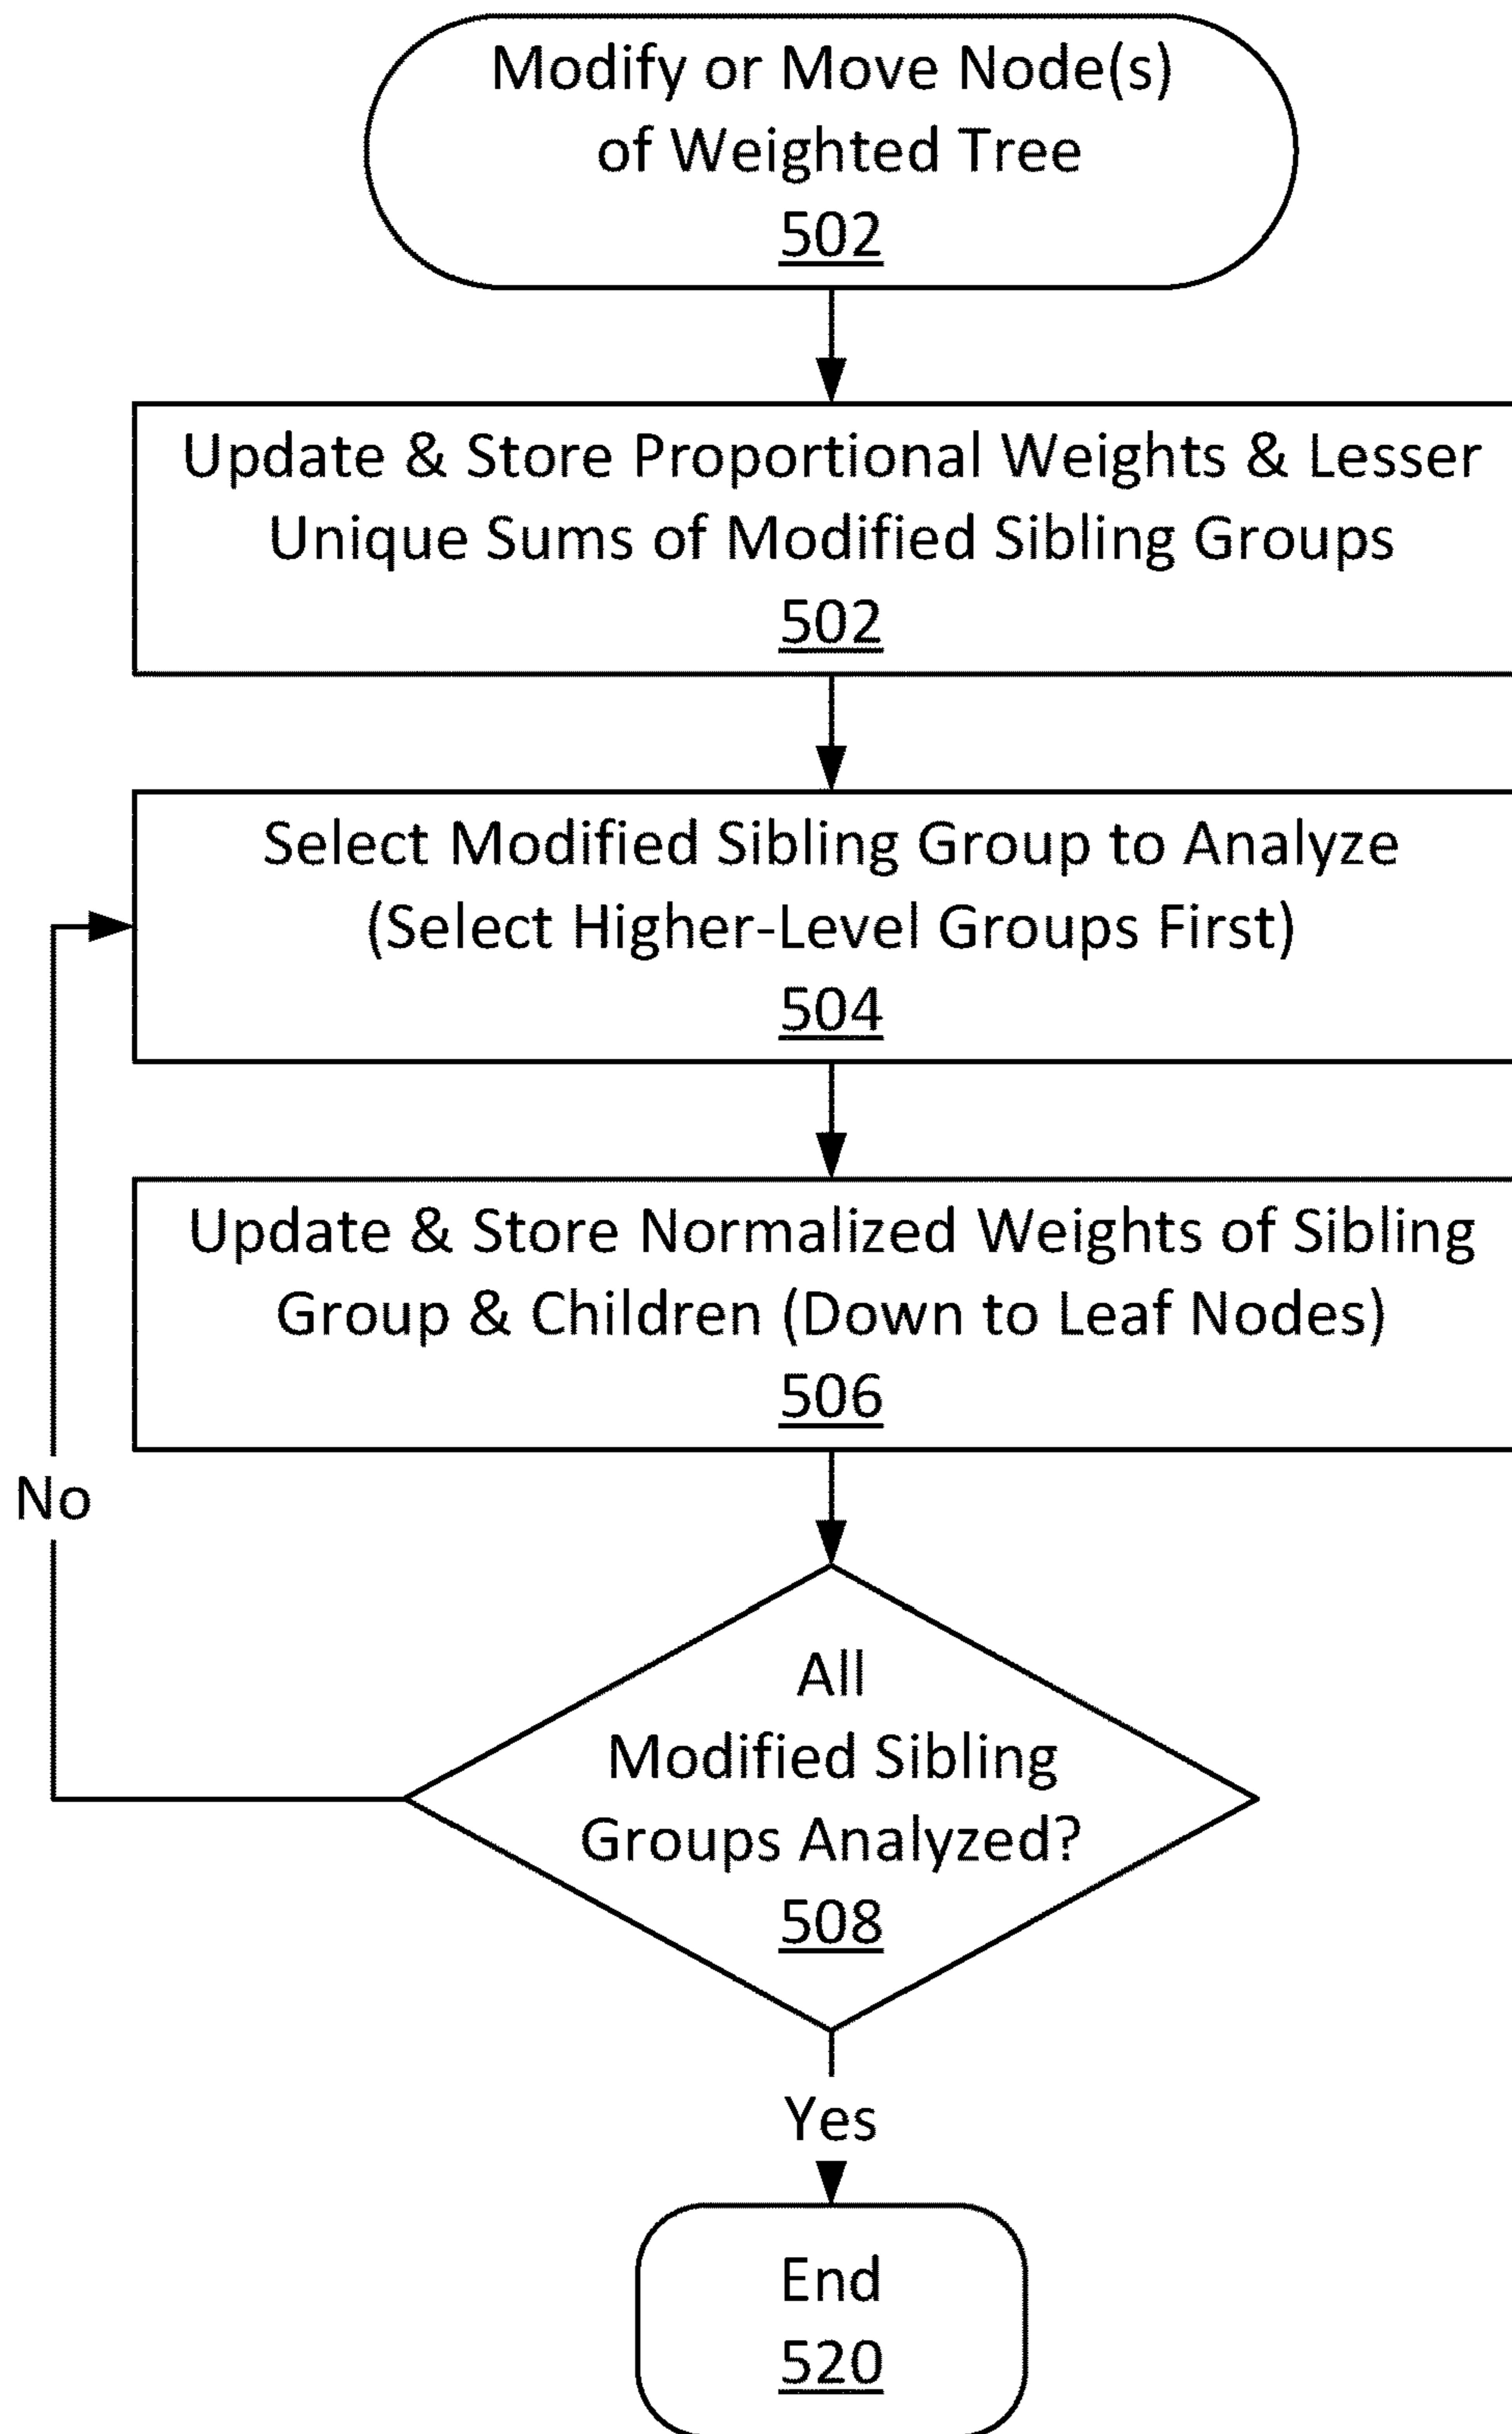 Modify or Move Node(s)
of Weighted Tree
502
Update & Store Proportional Weights & Lesser
Unique Sums of Modified Sibling Groups
502
Select Modified Sibling Group to Analyze
(Select Higher-Level Groups First)
504
Update & Store Normalized Weights of Sibling
Group & Children (Down to Leaf Nodes)
506
No
All
Modified Sibling
Groups Analyzed?
508
Yes
End
520